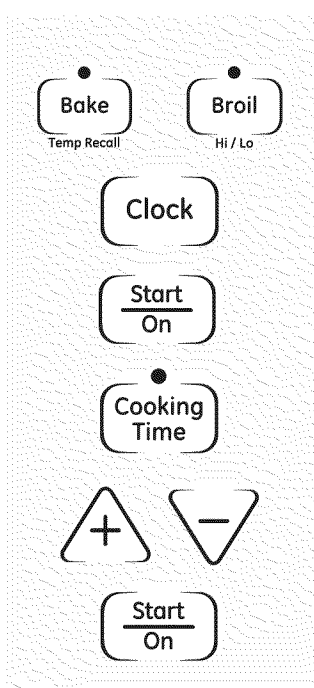 Bake Broil
Temp Recall Hi / Lo
Clock
Start
On
Cooking
Time
+ −
Start
On